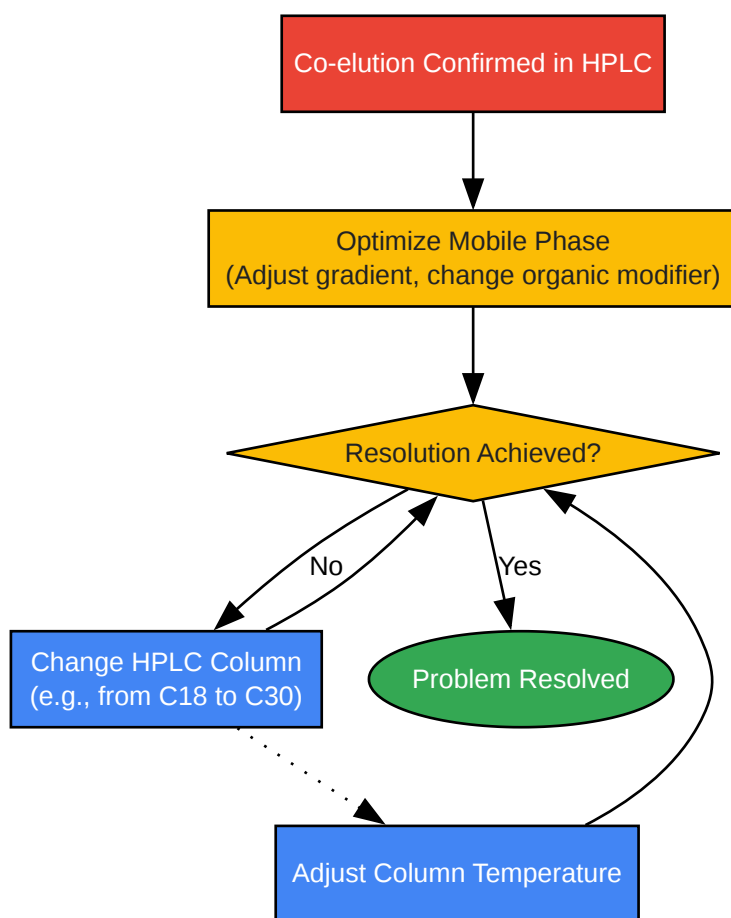 Co-elution Confirmed in HPLC
Optimize Mobile Phase
(Adjust gradient, change organic modifier)
Resolution Achieved?
No
Yes
Change HPLC Column
(e.g., from C18 to C30)
Problem Resolved
Adjust Column Temperature